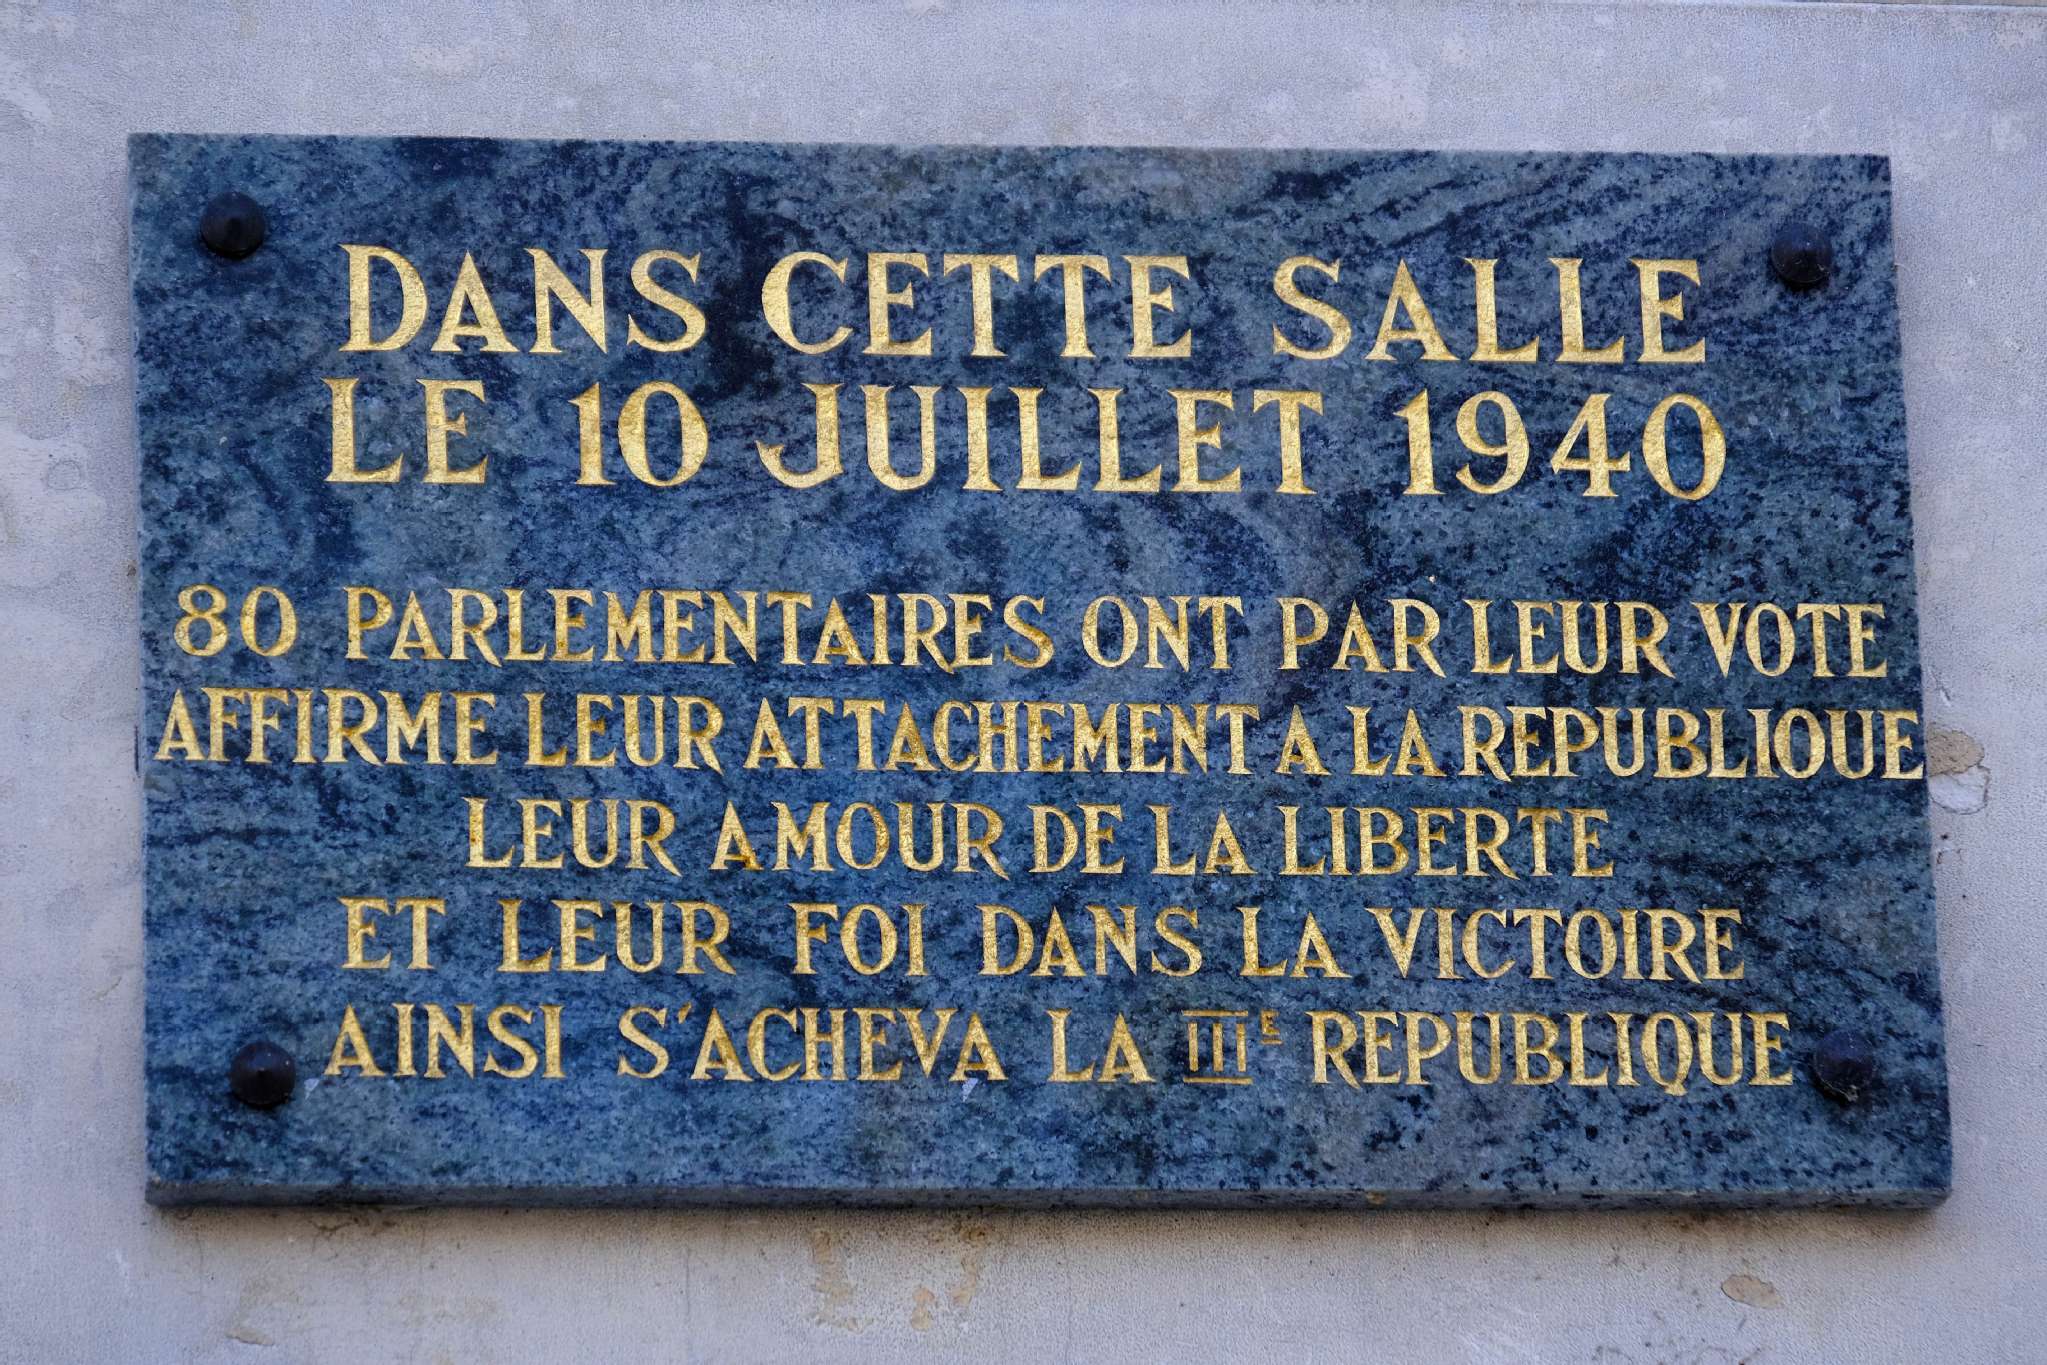 DANS CETTE SALLE
LE 10 JUILLET 1940
80 PARLEMENTAIRES ONT PAR LEUR VOTE
AFFIRME LEUR ATTACHEMENT A LA REPUBLIQUE
LEUR AMOUR DE LA LIBERTE
ET LEUR FOI DANS LA VICTOIRE
AINSI S'ACHEVA LA IIIE REPUBLIQUE